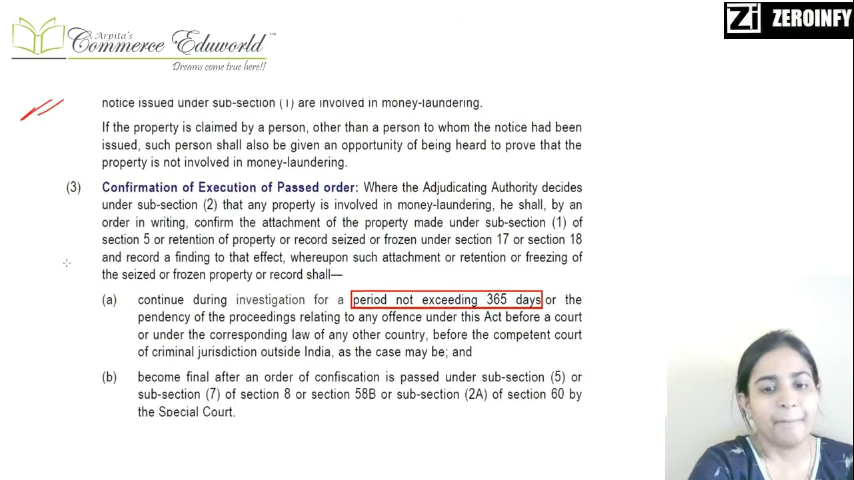 Zi ZEROINFY
Arpita's
Commerce Eduworld ™
Dreams come true here!!
notice issued under sub-section (1) are involved in money-laundering.
If the property is claimed by a person, other than a person to whom the notice had been
issued, such person shall also be given an opportunity of being heard to prove that the
property is not involved in money-laundering.
(3) Confirmation of Execution of Passed order: Where the Adjudicating Authority decides
under sub-section (2) that any property is involved in money-laundering, he shall, by an
order in writing, confirm the attachment of the property made under sub-section (1) of
section 5 or retention of property or record seized or frozen under section 17 or section 18
and record a finding to that effect, whereupon such attachment or retention or freezing of
the seized or frozen property or record shall—
(a) continue during investigation for a period not exceeding 365 days or the
pendency of the proceedings relating to any offence under this Act before a court
or under the corresponding law of any other country, before the competent court
of criminal jurisdiction outside India, as the case may be; and
(b) become final after an order of confiscation is passed under sub-section (5) or
sub-section (7) of section 8 or section 58B or sub-section (2A) of section 60 by
the Special Court.